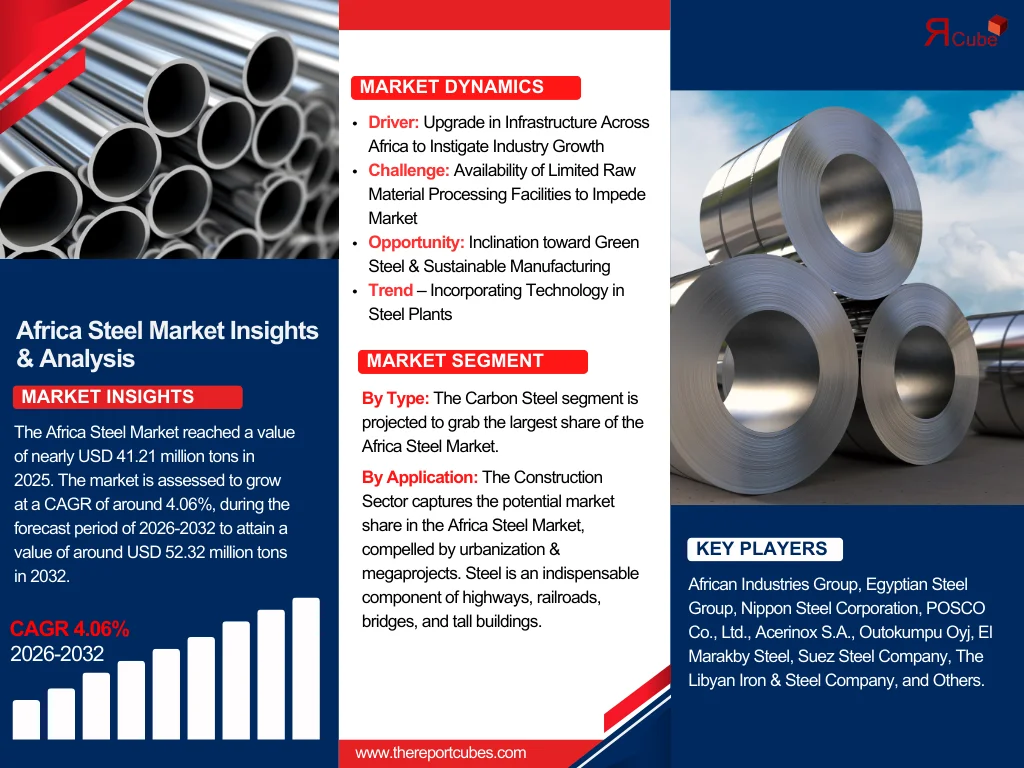 Africa Steel Market Insights
& Analysis
MARKET INSIGHTS
The Africa Steel Market reached a value
of nearly USD 41.21 million tons in
2025. The market is assessed to grow
at a CAGR of around 4.06%, during the
forecast period of 2026-2032 to attain a
value of around USD 52.32 million tons
in 2032.
CAGR 4.06%
2026-2032
MARKET DYNAMICS
• Driver: Upgrade in Infrastructure Across
Africa to Instigate Industry Growth
• Challenge: Availability of Limited Raw
Material Processing Facilities to Impede
Market
• Opportunity: Inclination toward Green
Steel & Sustainable Manufacturing
• Trend – Incorporating Technology in
Steel Plants
MARKET SEGMENT
By Type: The Carbon Steel segment is
projected to grab the largest share of the
Africa Steel Market.
By Application: The Construction
Sector captures the potential market
share in the Africa Steel Market,
compelled by urbanization &
megaprojects. Steel is an indispensable
component of highways, railroads,
bridges, and tall buildings.
www.thereportcubes.com
ЯCube
KEY PLAYERS
African Industries Group, Egyptian Steel
Group, Nippon Steel Corporation, POSCO
Co., Ltd., Acerinox S.A., Outokumpu Oyj, El
Marakby Steel, Suez Steel Company, The
Libyan Iron & Steel Company, and Others.